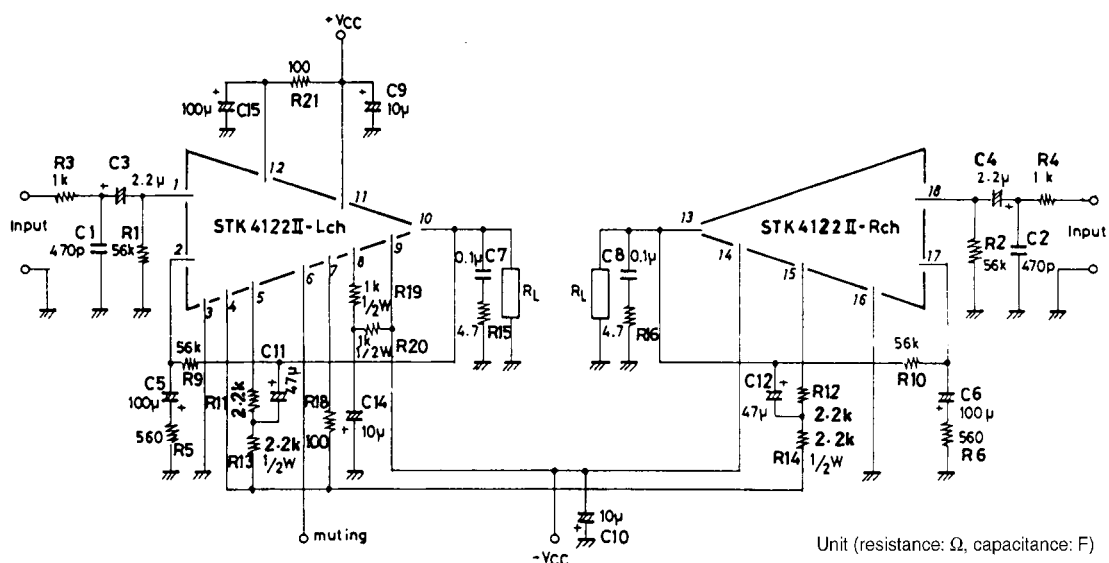 +VCC
100
R21
+
100µ
C15
+
C9
10µ
R3
1k
C3
+
2.2µ
1
12
11
10
Input
C1
470p
R1
56k
2
STK4122II-Lch
3
4
5
6
7
8
9
0.1µ
C7
RL
4.7
R15
1k
1/2W
R19
1k
1/2W
R20
56k
R9
C5
100µ
+
560
R5
R11
2.2k
C11
+
47µ
R13
2.2k
1/2W
R18
100
C14
+
10µ
muting
13
14
15
16
17
18
STK4122II-Rch
RL
C8
0.1µ
4.7
R16
C4
2.2µ
+
R4
1k
R2
56k
C2
470p
Input
56k
R10
C12
+
47µ
R12
2.2k
2.2k
R14
1/2W
C6
+
100µ
560
R6
10µ
+
C10
-VCC
Unit (resistance: Ω, capacitance: F)